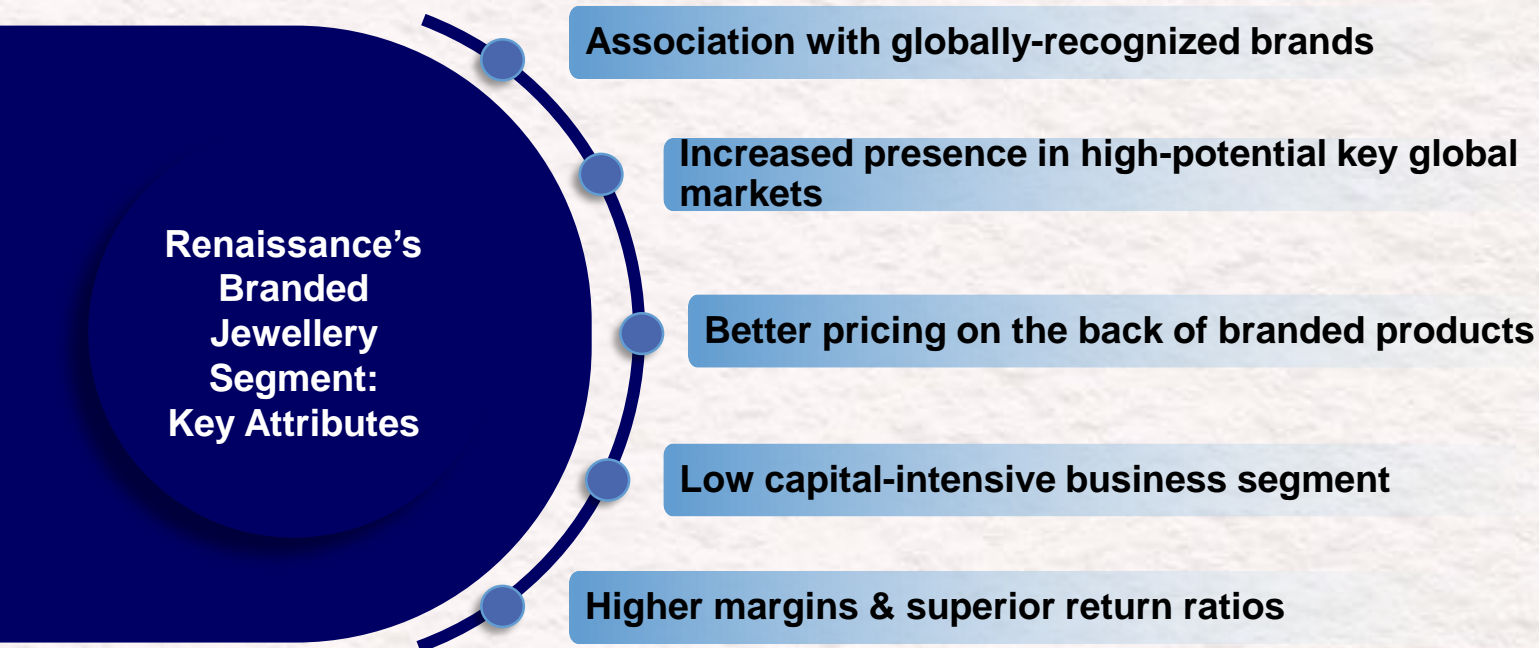 Renaissance’s
Branded
Jewellery
Segment:
Key Attributes
Association with globally-recognized brands
Increased presence in high-potential key global
markets
Better pricing on the back of branded products
Low capital-intensive business segment
Higher margins & superior return ratios